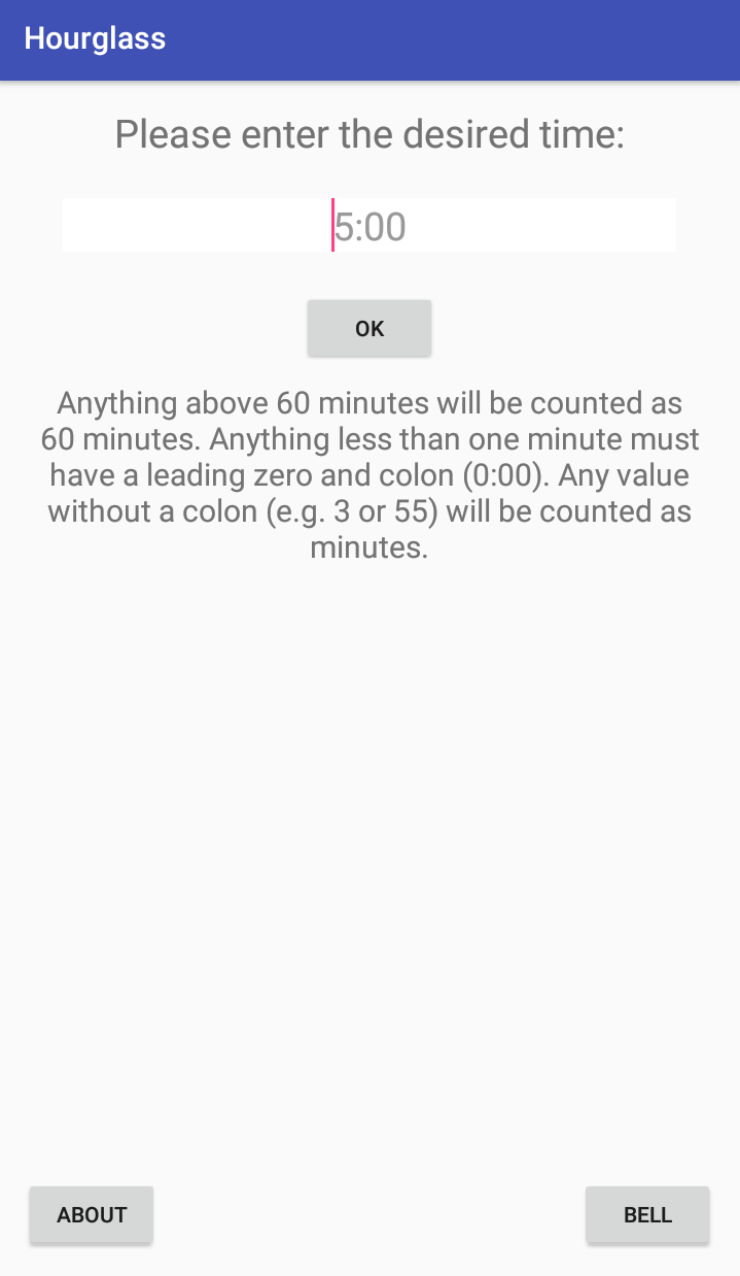 Hourglass
Please enter the desired time:
5:00
OK
Anything above 60 minutes will be counted as
60 minutes. Anything less than one minute must
have a leading zero and colon (0:00). Any value
without a colon (e.g. 3 or 55) will be counted as
minutes.
ABOUT
BELL